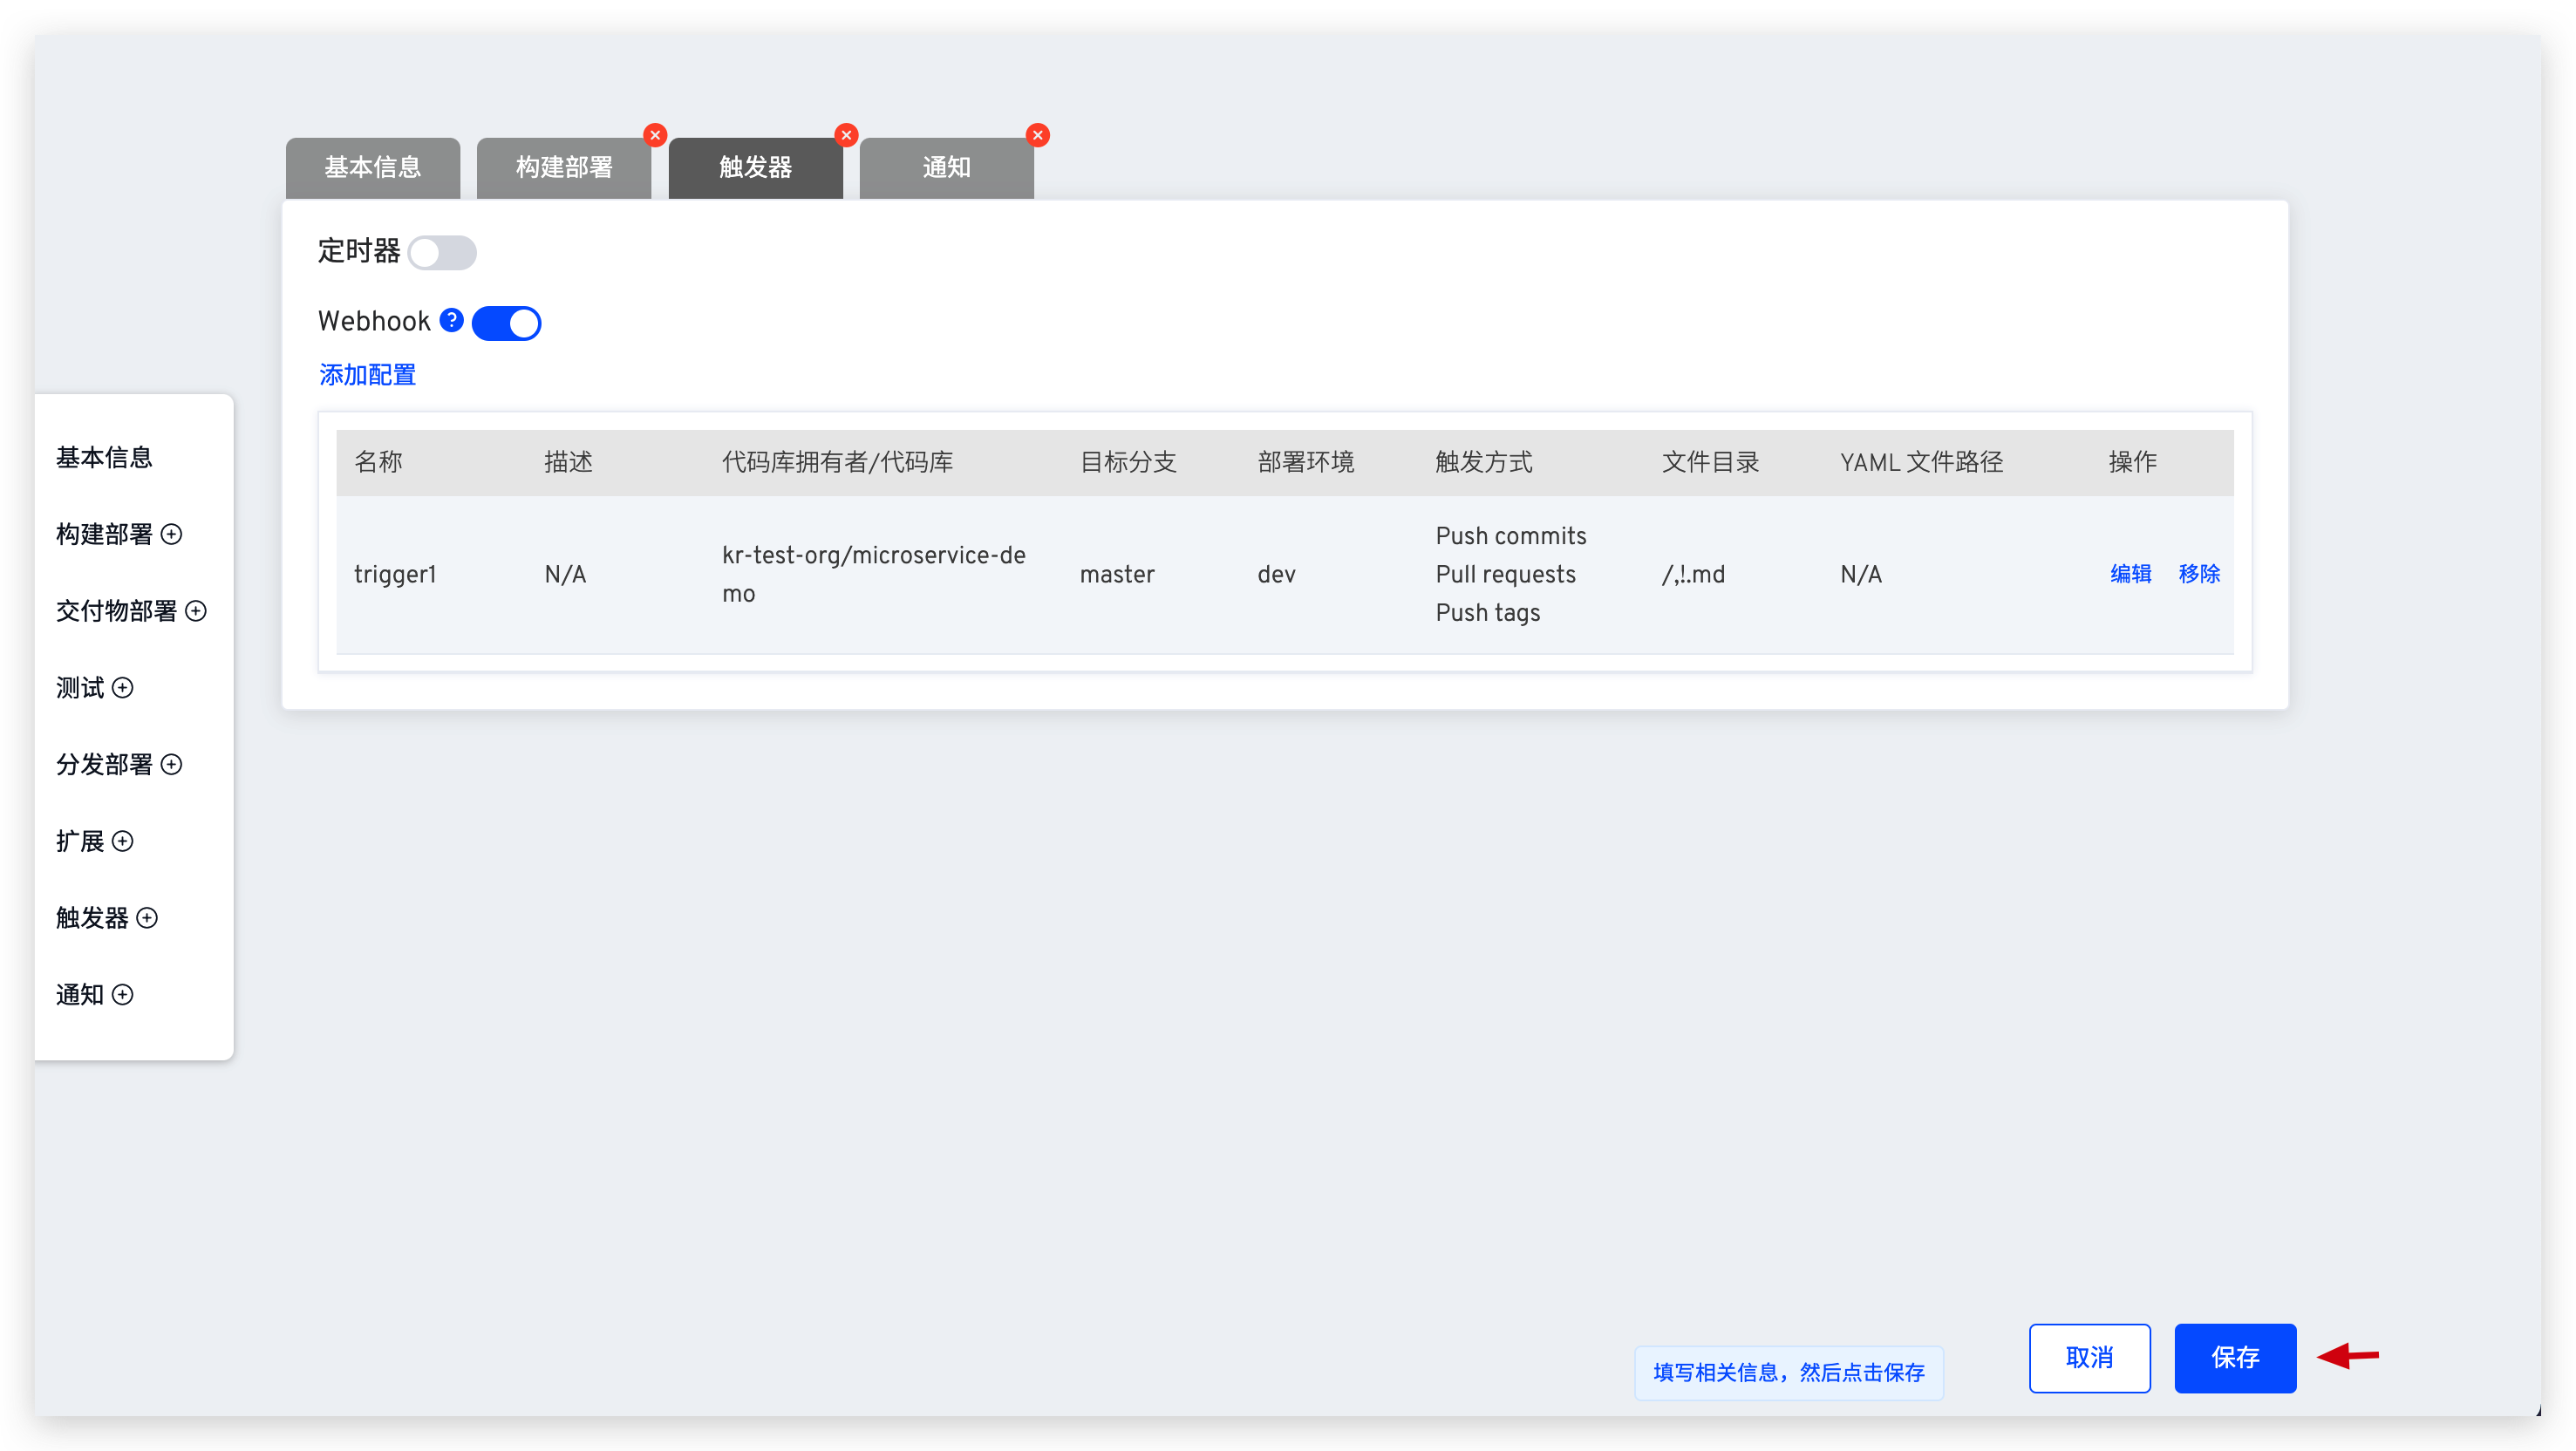 基本信息
构建部署
触发器
通知
定时器
Webhook ?
添加配置
名称 描述 代码库拥有者/代码库 目标分支 部署环境 触发方式 文件目录 YAML 文件路径 操作
trigger1 N/A kr-test-org/microservice-de
mo master dev Push commits
Pull requests
Push tags /,!.md N/A 编辑 移除
基本信息
构建部署
交付物部署
测试
分发部署
扩展
触发器
通知
填写相关信息，然后点击保存
取消
保存